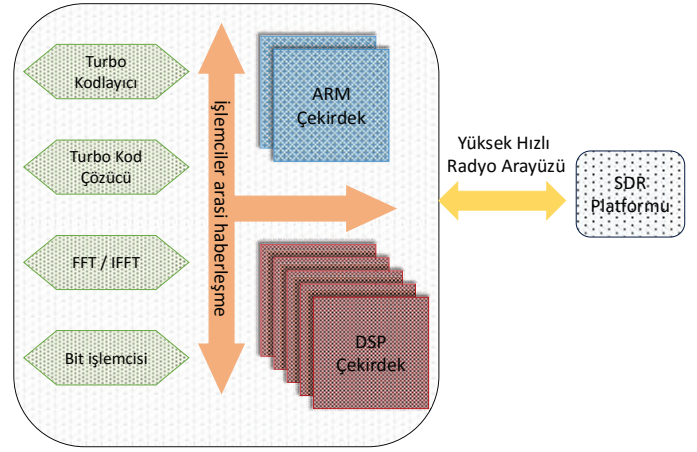 Turbo
Kodlayıcı
Turbo Kod
Çözücü
FFT / IFFT
Bit işlemcisi
İşlemciler arasi haberleşme
ARM
Çekirdek
DSP
Çekirdek
Yüksek Hızlı
Radyo Arayüzü
SDR
Platformu